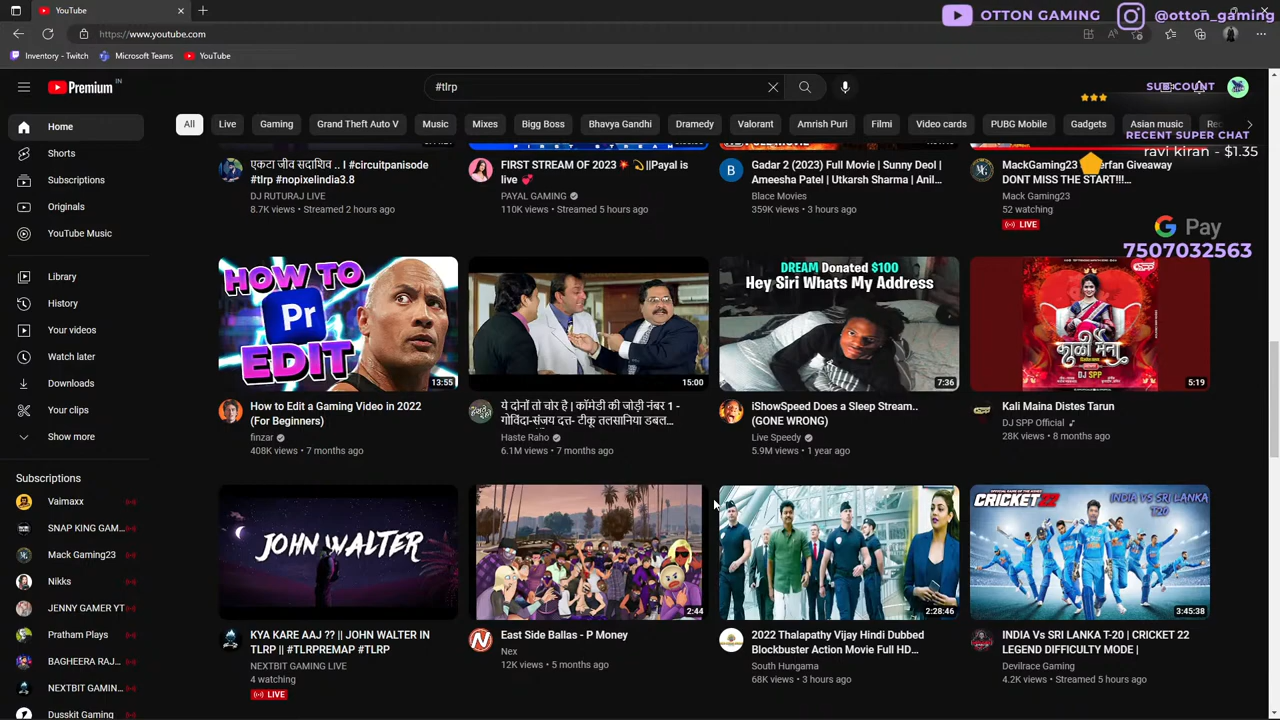 YouTube
OTTON GAMING
@otton_gaming
https://www.youtube.com
Inventory - Twitch
Microsoft Teams
YouTube
Premium IN
#tlrp
SUB COUNT
All
Live
Gaming
Grand Theft Auto V
Music
Mixes
Bigg Boss
Bhavya Gandhi
Dramedy
Valorant
Amrish Puri
Filmi
Video cards
PUBG Mobile
Gadgets
Asian music
RECENT SUPER CHAT
ravi kiran - $1.35
G Pay
7507032563
Home
Shorts
Subscriptions
Originals
YouTube Music
Library
History
Your videos
Watch later
Downloads
Your clips
Show more
Subscriptions
Vaimaxx
SNAP KING GAM...
Mack Gaming23
Nikks
JENNY GAMER YT
Pratham Plays
BAGHEERA RAJ...
NEXTBIT GAMIN...
Dusskit Gaming
एकटा जीव सदाशिव .. I #circuitpanisode
#tlrp #nopixelindia3.8
DJ RUTURAJ LIVE
8.7K views • Streamed 2 hours ago
FIRST STREAM OF 2023 💥 💫||Payal is
live 💞
PAYAL GAMING
110K views • Streamed 5 hours ago
Gadar 2 (2023) Full Movie | Sunny Deol |
Ameesha Patel | Utkarsh Sharma | Anil...
Blace Movies
359K views • 3 hours ago
DONT MISS THE START!!!...
Mack Gaming23
52 watching
LIVE
HOW TO
Pr
EDIT
13:55
How to Edit a Gaming Video in 2022
(For Beginners)
finzar
408K views • 7 months ago
15:00
ये दोनों तो चोर है | कॉमेडी की जोड़ी नंबर 1 -
गोविंदा-संजय दत्त- टीकू तलसानिया डबल...
Haste Raho
6.1M views • 7 months ago
DREAM Donated $100
Hey Siri Whats My Address
7:36
iShowSpeed Does a Sleep Stream..
(GONE WRONG)
Live Speedy
5.9M views • 1 year ago
काळी मैना
DJ SPP
5:19
Kali Maina Distes Tarun
DJ SPP Official
28K views • 8 months ago
JOHN WALTER
KYA KARE AAJ ?? || JOHN WALTER IN
TLRP || #TLRPREMAP #TLRP
NEXTBIT GAMING LIVE
4 watching
LIVE
2:44
East Side Ballas - P Money
Nex
12K views • 5 months ago
2:28:46
2022 Thalapathy Vijay Hindi Dubbed
Blockbuster Action Movie Full HD...
South Hungama
68K views • 3 hours ago
CRICKET 22
INDIA VS SRI LANKA
T20
3:45:38
INDIA Vs SRI LANKA T-20 | CRICKET 22
LEGEND DIFFICULTY MODE |
Devilrace Gaming
4.2K views • Streamed 5 hours ago